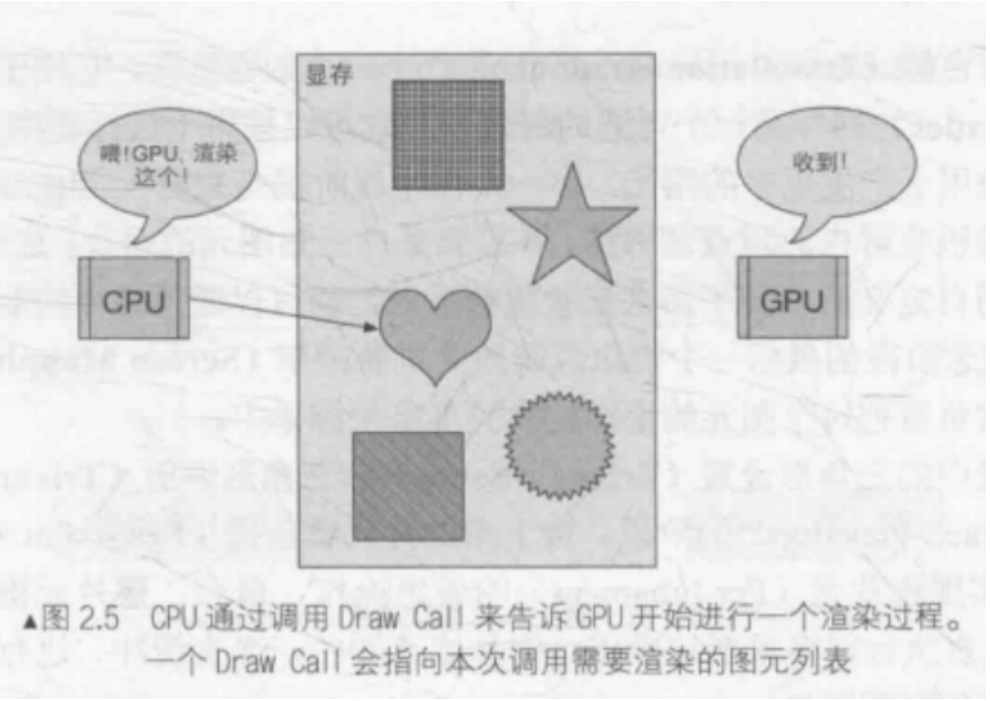 显存
喂!GPU, 渲染
这个!
收到!
CPU
GPU
▲图 2.5 CPU 通过调用 Draw Call 来告诉 GPU 开始进行一个渲染过程。
一个 Draw Call 会指向本次调用需要渲染的图元列表